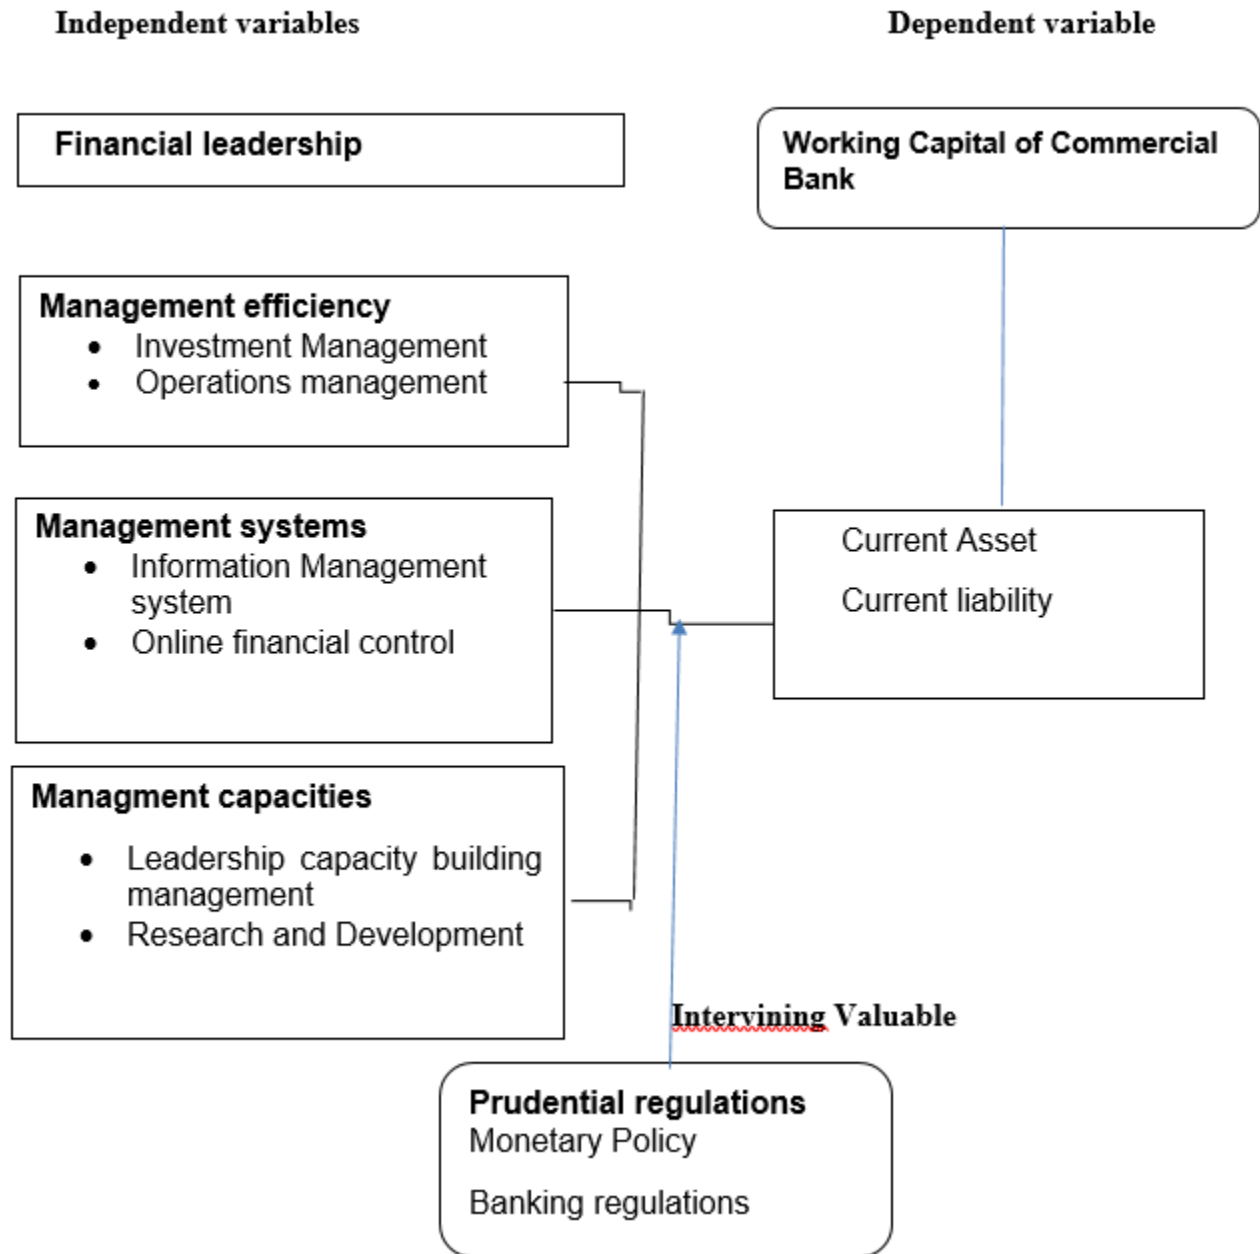 Independent variables
Dependent variable
Financial leadership
Working Capital of Commercial
Bank
Management efficiency
• Investment Management
• Operations management
Management systems
• Information Management
system
• Online financial control
Current Asset
Current liability
Managment capacities
• Leadership capacity building
management
• Research and Development
Intervining Valuable
Prudential regulations
Monetary Policy
Banking regulations